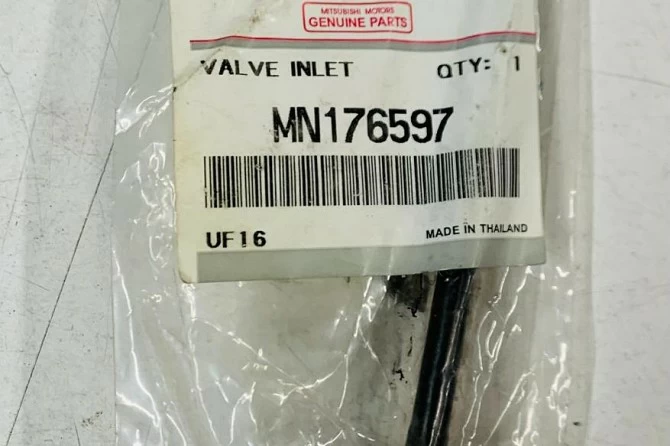 MITSUBISHI MOTORS
GENUINE PARTS
VALVE INLET QTY: 1
MN176597
UF16 MADE IN THAILAND